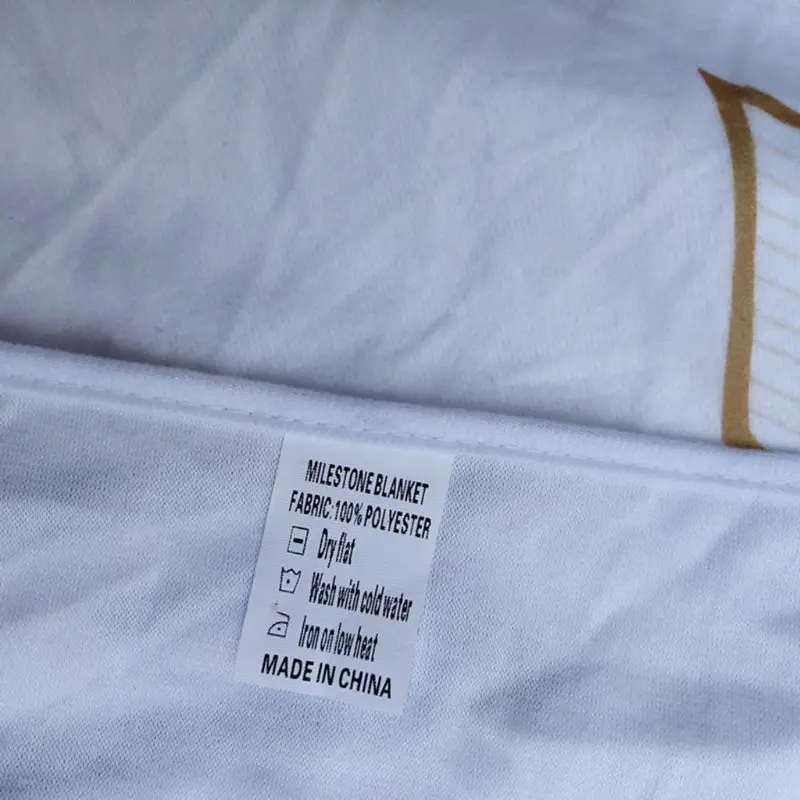 MILESTONE BLANKET
FABRIC:100% POLYESTER
Dry flat
Wash with cold water
Iron on low heat
MADE IN CHINA